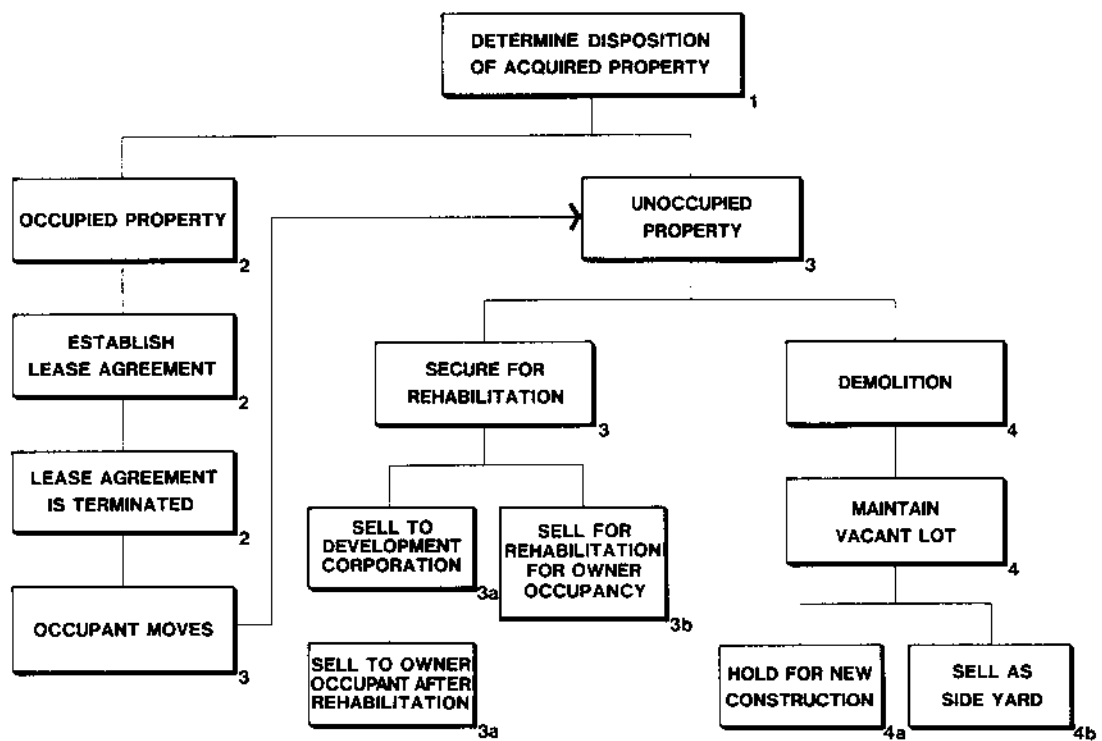 DETERMINE DISPOSITION
OF ACQUIRED PROPERTY
1
OCCUPIED PROPERTY
2
UNOCCUPIED
PROPERTY
3
ESTABLISH
LEASE AGREEMENT
2
SECURE FOR
REHABILITATION
3
DEMOLITION
4
LEASE AGREEMENT
IS TERMINATED
2
SELL TO
DEVELOPMENT
CORPORATION
3a
SELL FOR
REHABILITATION
FOR OWNER
OCCUPANCY
3b
MAINTAIN
VACANT LOT
4
OCCUPANT MOVES
3
SELL TO OWNER
OCCUPANT AFTER
REHABILITATION
3a
HOLD FOR NEW
CONSTRUCTION
4a
SELL AS
SIDE YARD
4b